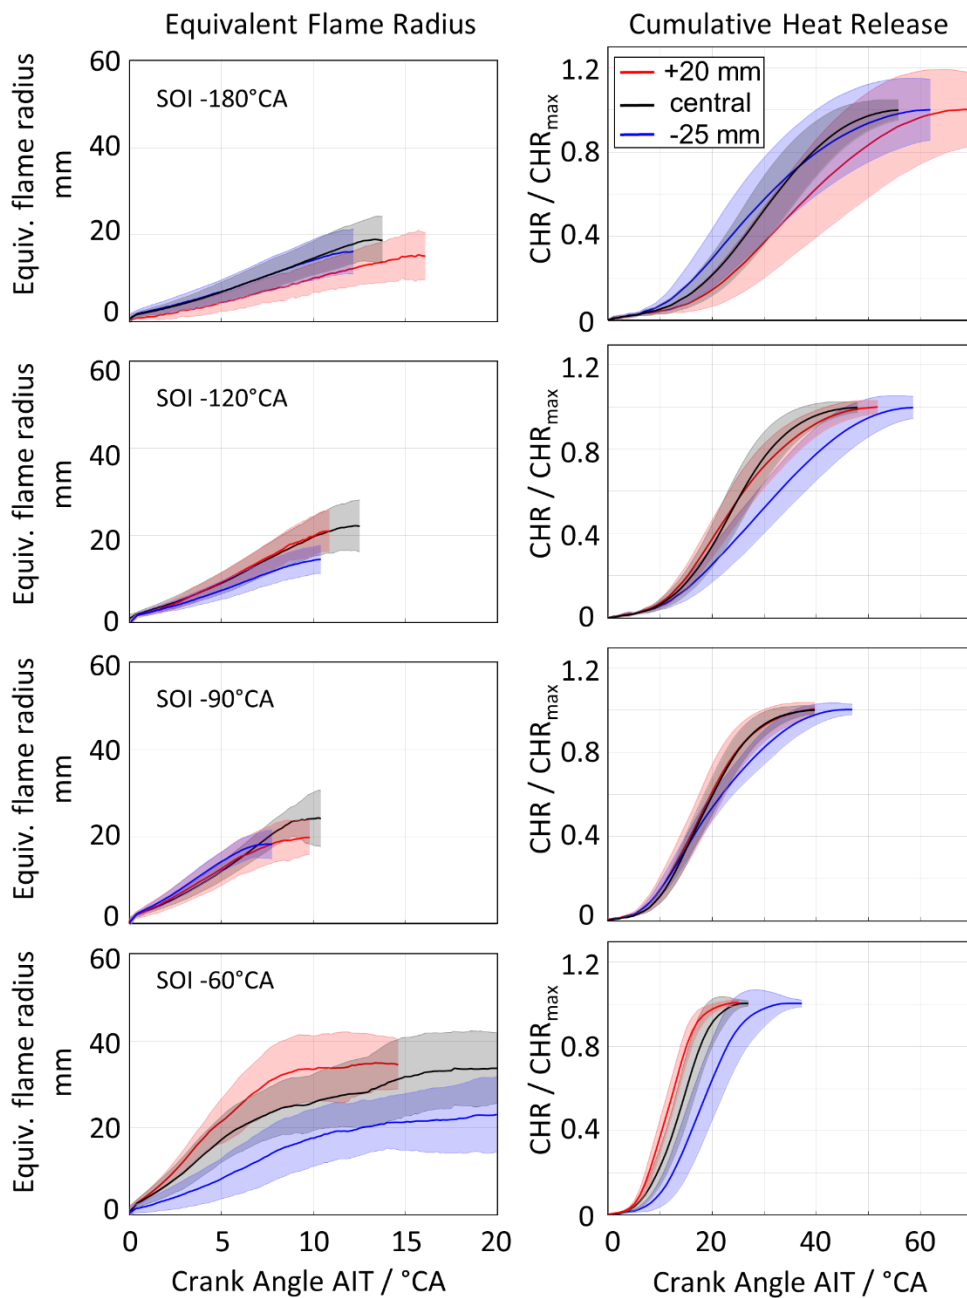 Equivalent Flame Radius
Cumulative Heat Release
Equiv. flame radius
mm
60
40
20
0
SOI -180°CA
CHR / CHRmax
1.2
0.8
0.4
0
+20 mm
central
-25 mm
Equiv. flame radius
mm
60
40
20
0
SOI -120°CA
CHR / CHRmax
1.2
0.8
0.4
0
Equiv. flame radius
mm
60
40
20
0
SOI -90°CA
CHR / CHRmax
1.2
0.8
0.4
0
Equiv. flame radius
mm
60
40
20
0
SOI -60°CA
CHR / CHRmax
1.2
0.8
0.4
0
0 5 10 15 20
0 20 40 60
Crank Angle AIT / °CA
Crank Angle AIT / °CA